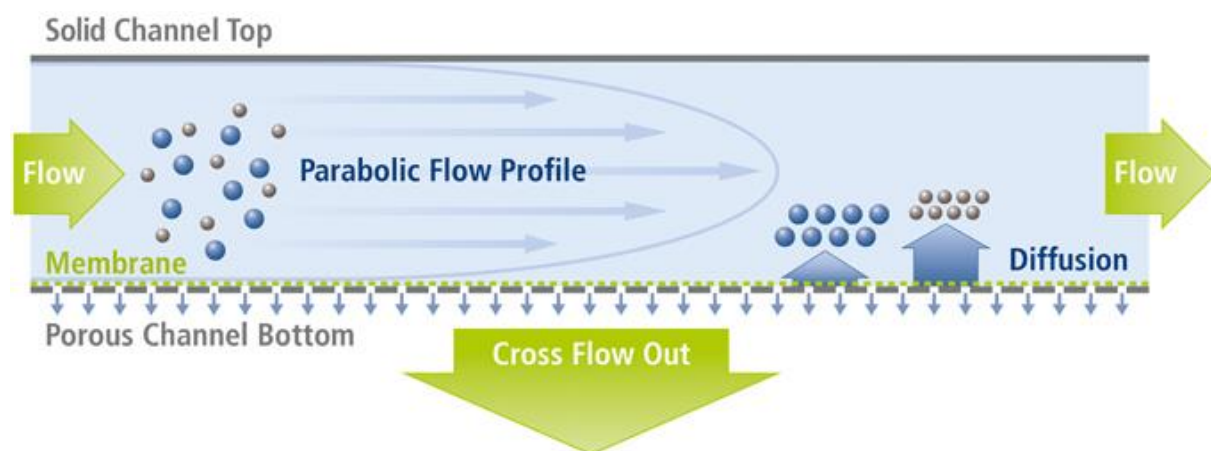 Solid Channel Top
Flow
Parabolic Flow Profile
Flow
Membrane
Diffusion
Porous Channel Bottom
Cross Flow Out